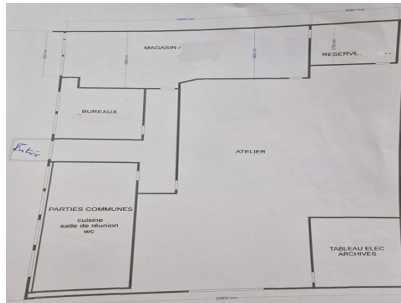 MAGASIN
RESERVE
BUREAUX
Entrée
ATELIER
PARTIES COMMUNES
cuisine
salle de réunion
wc
TABLEAU ELEC
ARCHIVES